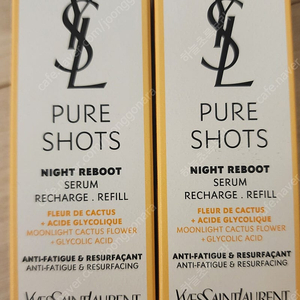 YSL
PURE
SHOTS
NIGHT REBOOT
SERUM
RECHARGE . REFILL
FLEUR DE CACTUS
+ ACIDE GLYCOLIQUE
MOONLIGHT CACTUS FLOWER
+ GLYCOLIC ACID
ANTI-FATIGUE & RESURFAÇANT
ANTI-FATIGUE & RESURFACING
YVESSAINTLAURENT
YSL
PURE
SHOTS
NIGHT REBOOT
SERUM
RECHARGE . REFILL
FLEUR DE CACTUS
+ ACIDE GLYCOLIQUE
MOONLIGHT CACTUS FLOWER
+ GLYCOLIC ACID
ANTI-FATIGUE & RESURFAÇANT
ANTI-FATIGUE & RESURFACING
YVESSAINTLAURENT